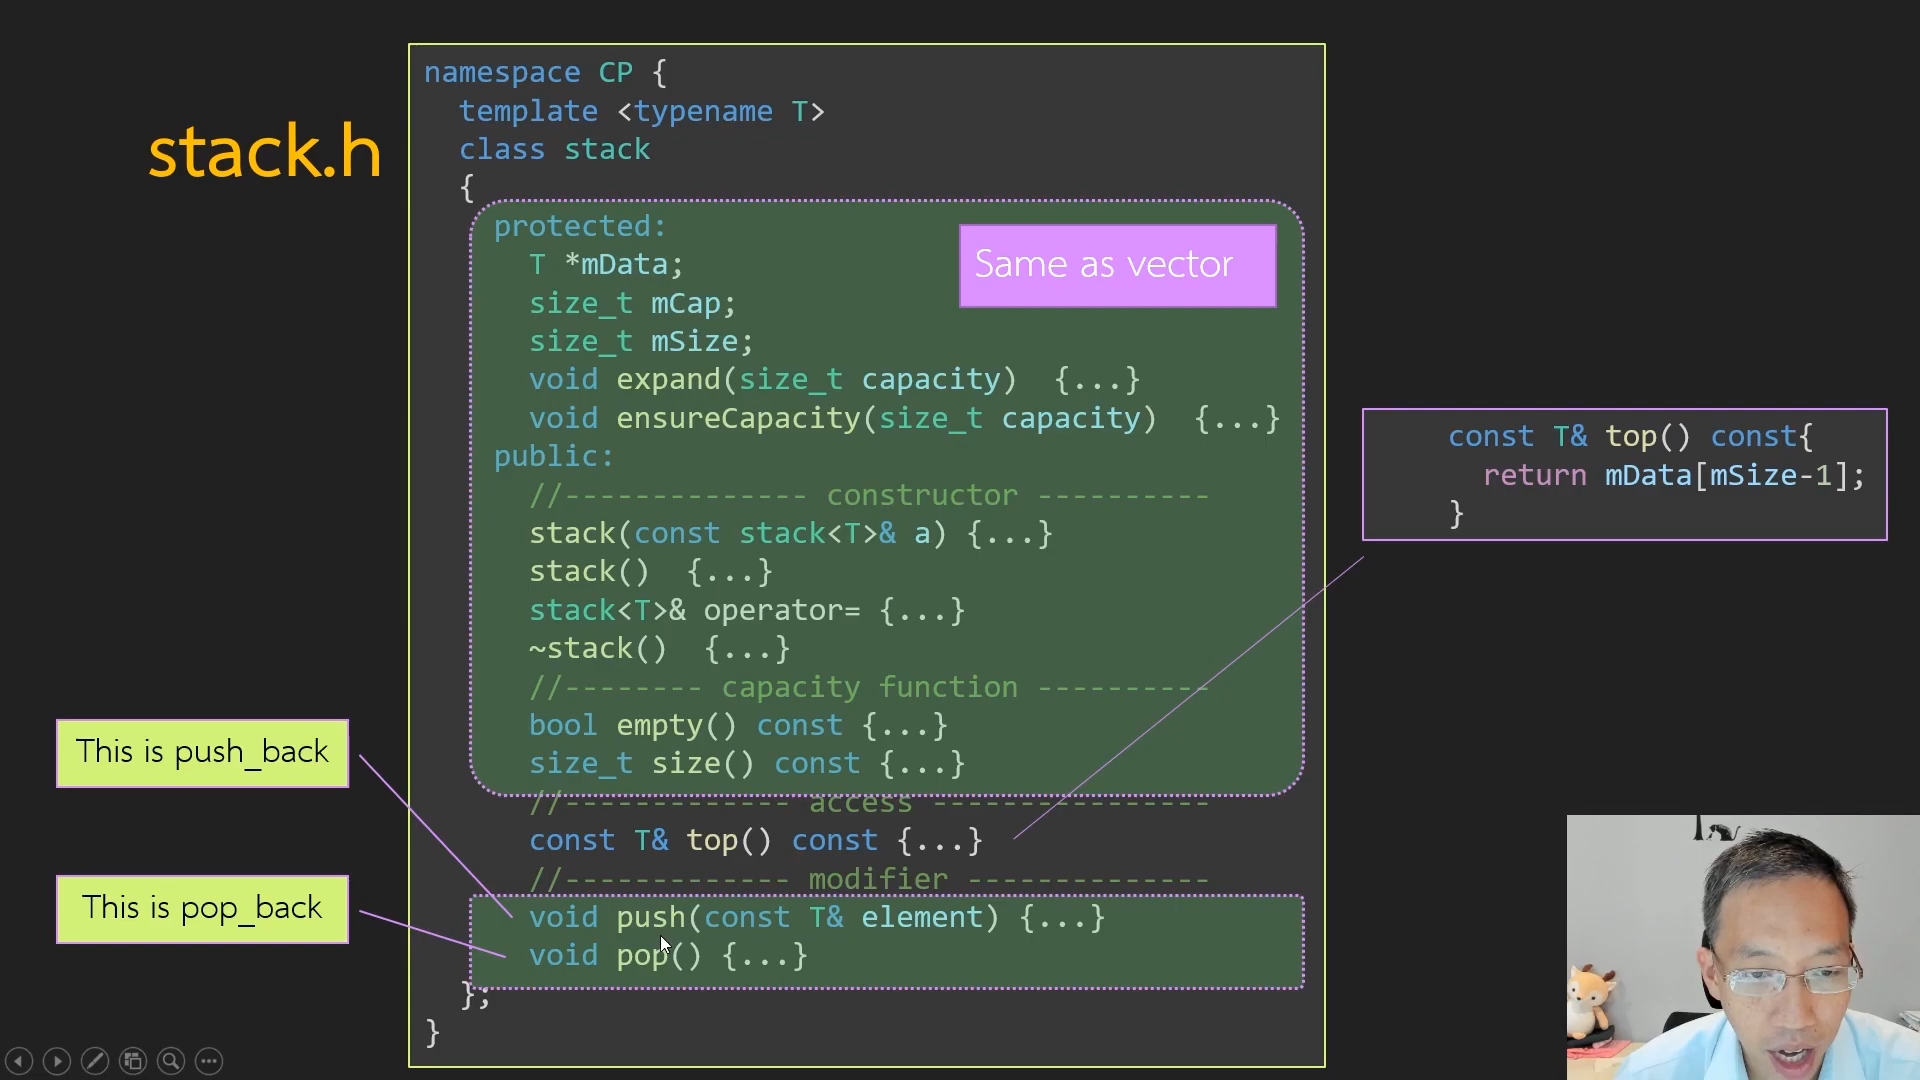 stack.h
namespace CP {
template <typename T>
class stack
{
protected:
T *mData;
size_t mCap;
size_t mSize;
void expand(size_t capacity) {...}
void ensureCapacity(size_t capacity) {...}
public:
//-------------- constructor ----------
stack(const stack<T>& a) {...}
stack() {...}
stack<T>& operator= {...}
~stack() {...}
//-------- capacity function ----------
bool empty() const {...}
size_t size() const {...}
//------------- access ----------------
const T& top() const {...}
//------------- modifier --------------
void push(const T& element) {...}
void pop() {...}
};
}
Same as vector
const T& top() const{
return mData[mSize-1];
}
This is push_back
This is pop_back